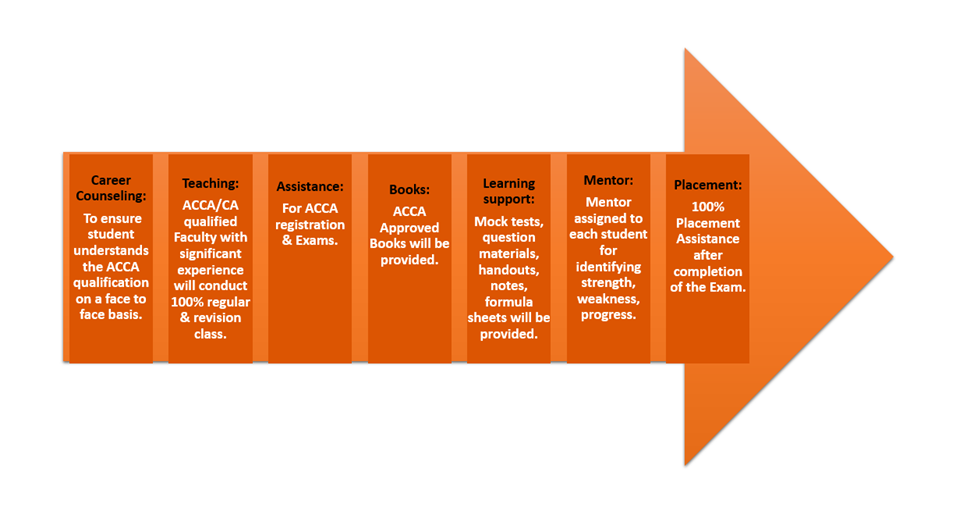 Career
Counseling:
To ensure
student
understands
the ACCA
qualification
on a face to
face basis.
Teaching:
ACCA/CA
qualified
Faculty with
significant
experience
will conduct
100% regular
& revision
class.
Assistance:
For ACCA
registration
& Exams.
Books:
ACCA
Approved
Books will be
provided.
Learning
support:
Mock tests,
question
materials,
handouts,
notes,
formula
sheets will be
provided.
Mentor:
Mentor
assigned to
each student
for
identifying
strength,
weakness,
progress.
Placement:
100%
Placement
Assistance
after
completion
of the Exam.